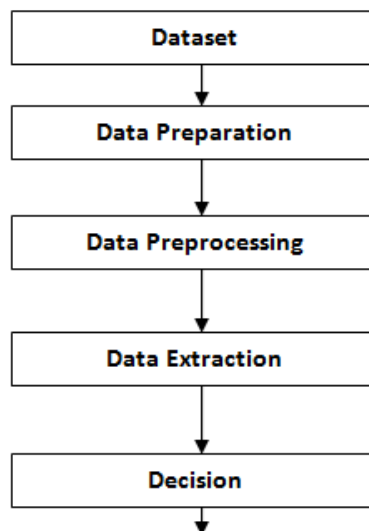 Dataset
Data Preparation
Data Preprocessing
Data Extraction
Decision